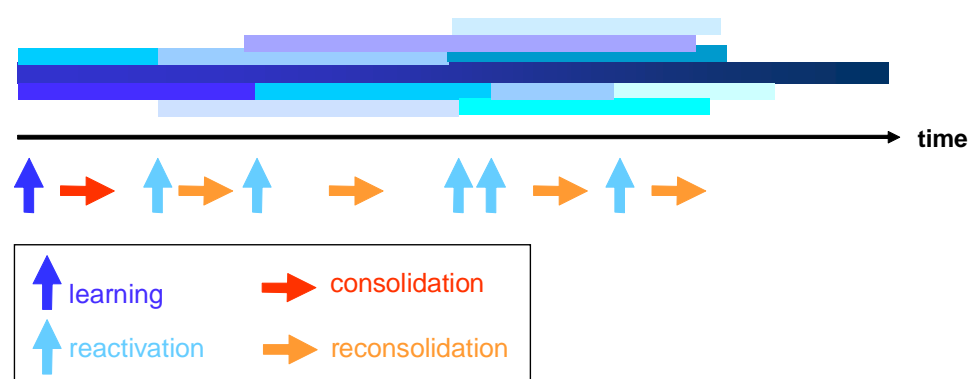 time
learning
consolidation
reactivation
reconsolidation